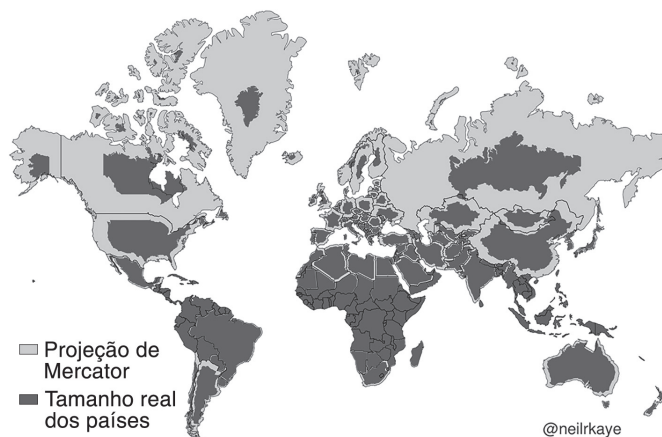 Projeção de
Mercator
Tamanho real
dos países
@neilrkaye